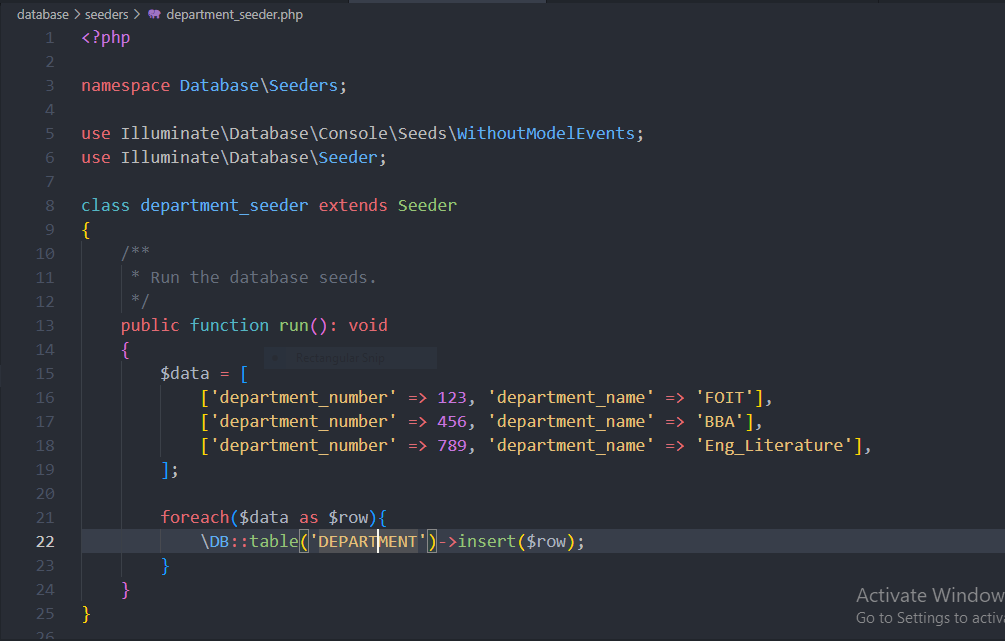 database > seeders > department_seeder.php
1 <?php
2
3 namespace Database\Seeders;
4
5 use Illuminate\Database\Console\Seeds\WithoutModelEvents;
6 use Illuminate\Database\Seeder;
7
8 class department_seeder extends Seeder
9 {
10     /**
11      * Run the database seeds.
12      */
13     public function run(): void
14     {
15         $data = [
16             ['department_number' => 123, 'department_name' => 'FOIT'],
17             ['department_number' => 456, 'department_name' => 'BBA'],
18             ['department_number' => 789, 'department_name' => 'Eng_Literature'],
19         ];
20
21         foreach($data as $row){
22             \DB::table('DEPARTMENT')->insert($row);
23         }
24     }
25 }
26
Rectangular Snip
Activate Window
Go to Settings to activa